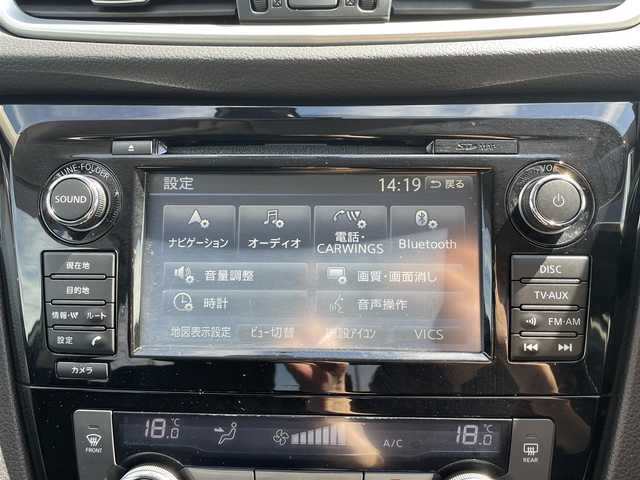 SD MAP
TUNE・FOLDER
SOUND
VOL
設定
14:19
戻る
ナビゲーション
オーディオ
電話・
CARWINGS
Bluetooth
音量調整
画質・画面消し
時計
音声操作
地図表示設定
ビュー切替
VICS
現在地
目的地
情報・
ルート
設定
カメラ
DISC
TV・AUX
FM・AM
18.0 °C
A/C
18.0 °C
FRONT
REAR